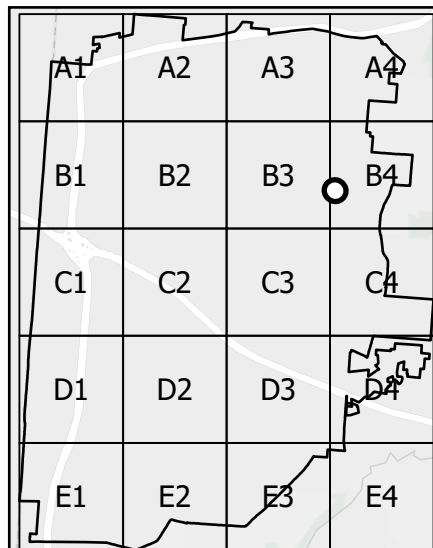 A1 A2 A3 A4
B1 B2 B3 B4
C1 C2 C3 C4
D1 D2 D3 D4
E1 E2 E3 E4